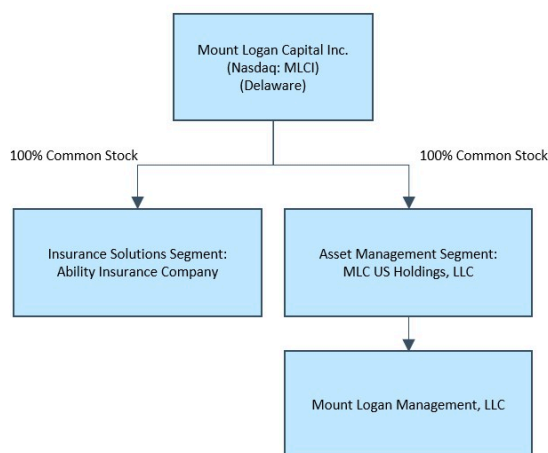 Mount Logan Capital Inc.
(Nasdaq: MLCI)
(Delaware)
100% Common Stock
100% Common Stock
Insurance Solutions Segment:
Ability Insurance Company
Asset Management Segment:
MLC US Holdings, LLC
Mount Logan Management, LLC